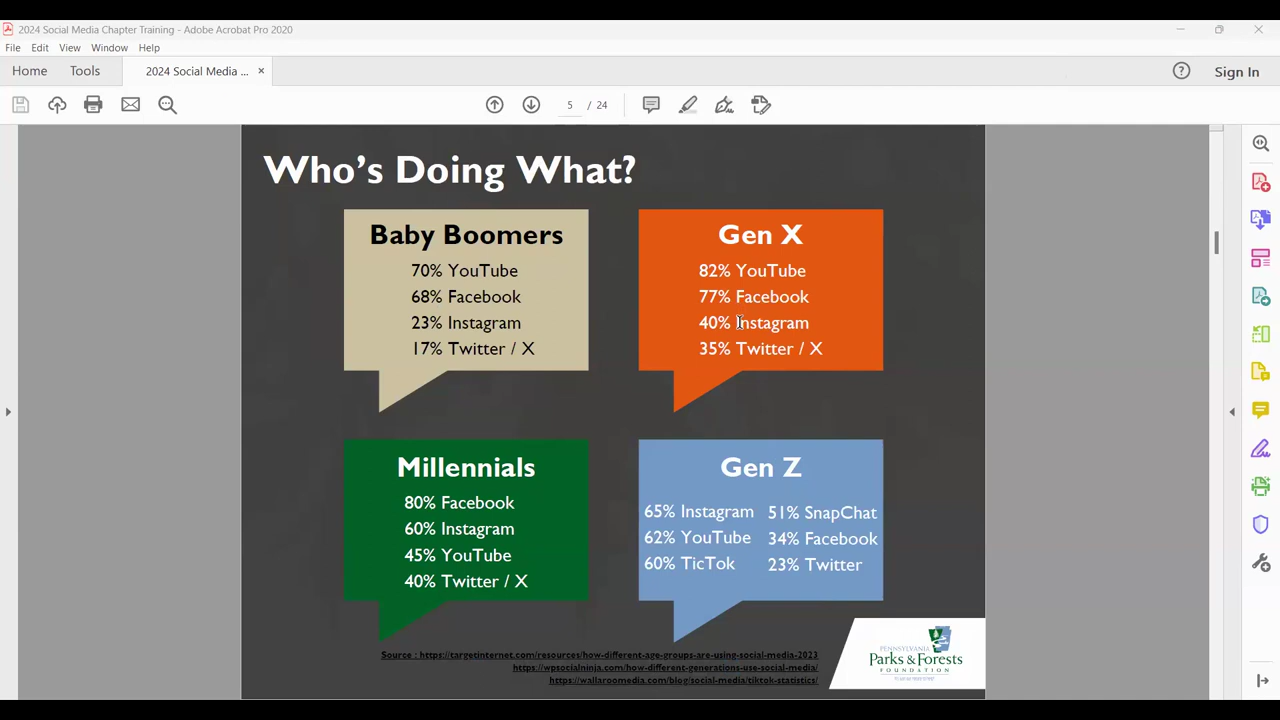 2024 Social Media Chapter Training - Adobe Acrobat Pro 2020
File Edit View Window Help
Home Tools 2024 Social Media ... × Sign In
5 / 24
Who's Doing What?
Baby Boomers
70% YouTube
68% Facebook
23% Instagram
17% Twitter / X
Gen X
82% YouTube
77% Facebook
40% Instagram
35% Twitter / X
Millennials
80% Facebook
60% Instagram
45% YouTube
40% Twitter / X
Gen Z
65% Instagram
62% YouTube
60% TicTok
51% SnapChat
34% Facebook
23% Twitter
Source : https://targetinternet.com/resources/how-different-age-groups-are-using-social-media-2023
https://wpsocialninja.com/how-different-generations-use-social-media/
https://wallaroomedia.com/blog/social-media/tiktok-statistics/
PENNSYLVANIA
Parks & Forests
FOUNDATION